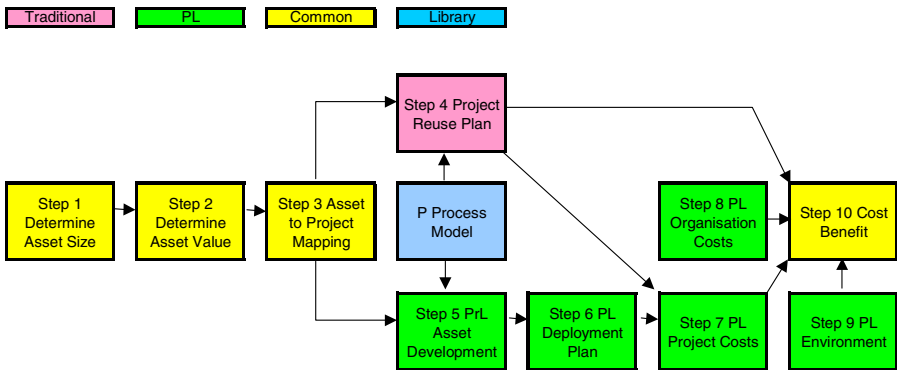 Traditional
PL
Common
Library
Step 4 Project
Reuse Plan
Step 1
Determine
Asset Size
Step 2
Determine
Asset Value
Step 3 Asset
to Project
Mapping
P Process
Model
Step 8 PL
Organisation
Costs
Step 10 Cost
Benefit
Step 5 PrL
Asset
Development
Step 6 PL
Deployment
Plan
Step 7 PL
Project Costs
Step 9 PL
Environment